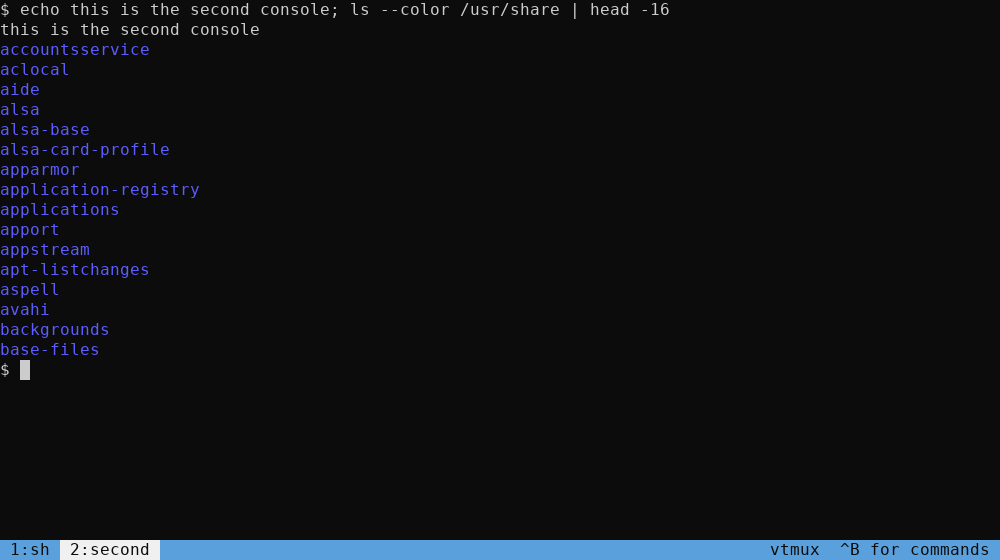 $ echo this is the second console; ls --color /usr/share | head -16
this is the second console
accountsservice
aclocal
aide
alsa
alsa-base
alsa-card-profile
apparmor
application-registry
applications
apport
appstream
apt-listchanges
aspell
avahi
backgrounds
base-files
$
1:sh 2:second vtmux ^B for commands